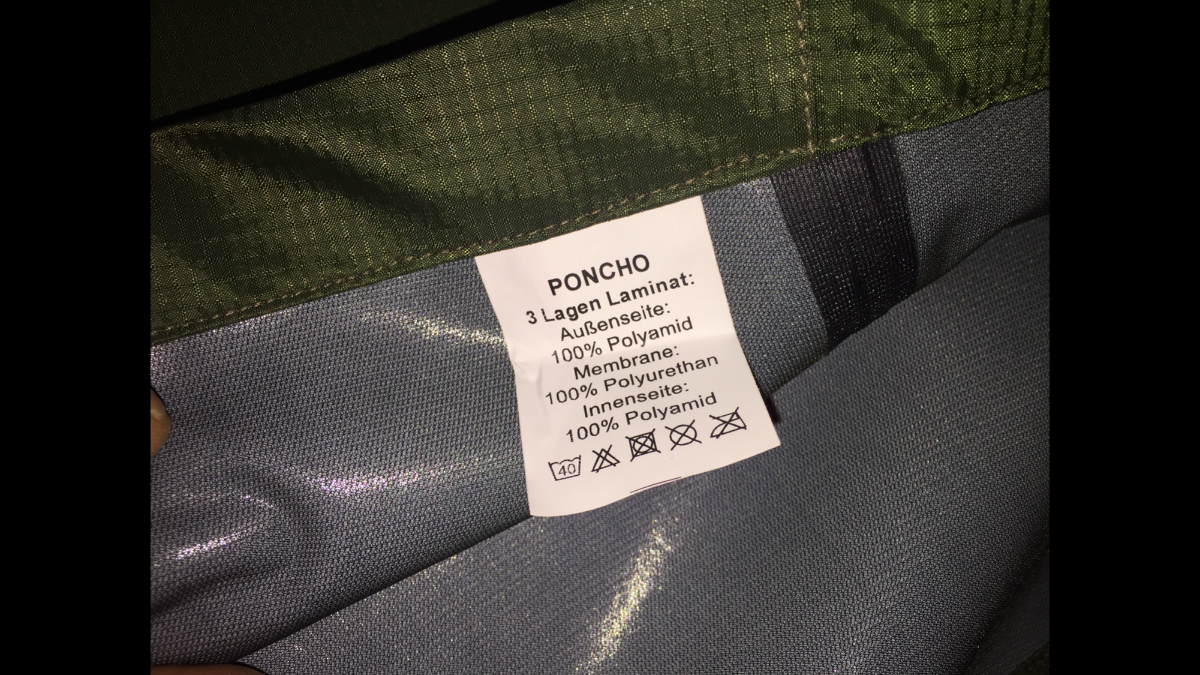 PONCHO
3 Lagen Laminat:
Außenseite:
100% Polyamid
Membrane:
100% Polyurethan
Innenseite:
100% Polyamid
40